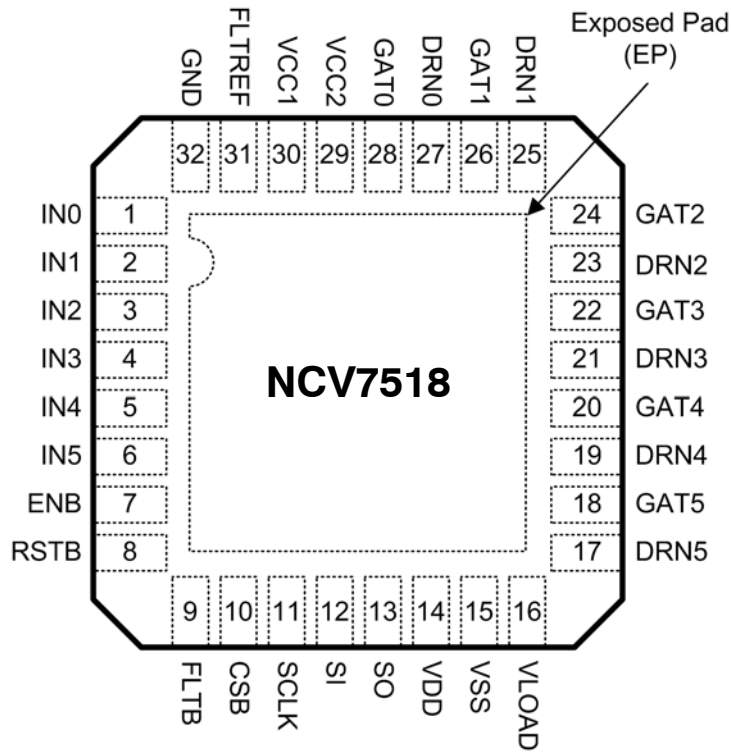 Exposed Pad
(EP)
GND
FLTREF
VCC1
VCC2
GAT0
DRN0
GAT1
DRN1
32 31 30 29 28 27 26 25
IN0 1 24 GAT2
IN1 2 23 DRN2
IN2 3 22 GAT3
IN3 4 21 DRN3
NCV7518
IN4 5 20 GAT4
IN5 6 19 DRN4
ENB 7 18 GAT5
RSTB 8 17 DRN5
9 10 11 12 13 14 15 16
FLTB
CSB
SCLK
SI
SO
VDD
VSS
VLOAD